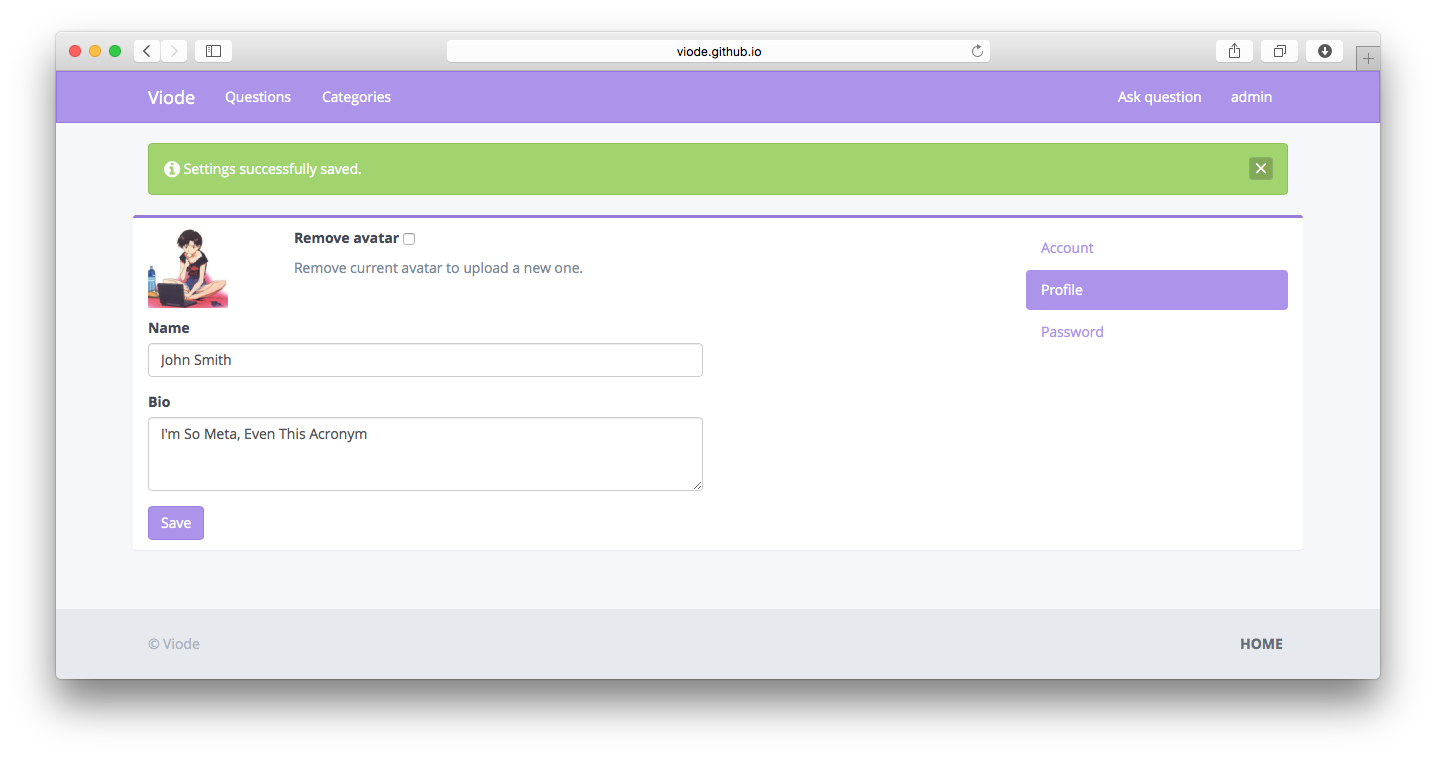 viode.github.io
Viode Questions Categories Ask question admin
Settings successfully saved.
Remove avatar
Remove current avatar to upload a new one.
Account
Profile
Password
Name
John Smith
Bio
I'm So Meta, Even This Acronym
Save
© Viode HOME